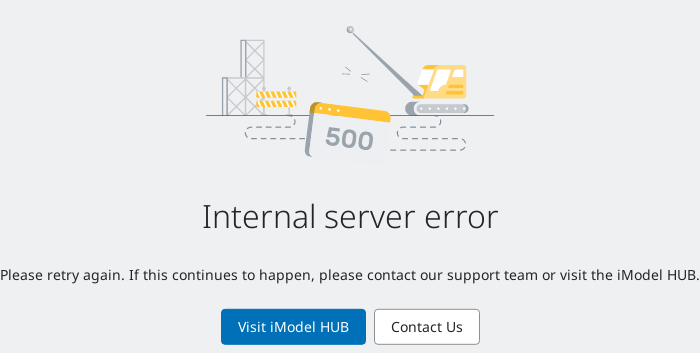 500
Internal server error
Please retry again. If this continues to happen, please contact our support team or visit the iModel HUB.
Visit iModel HUB
Contact Us